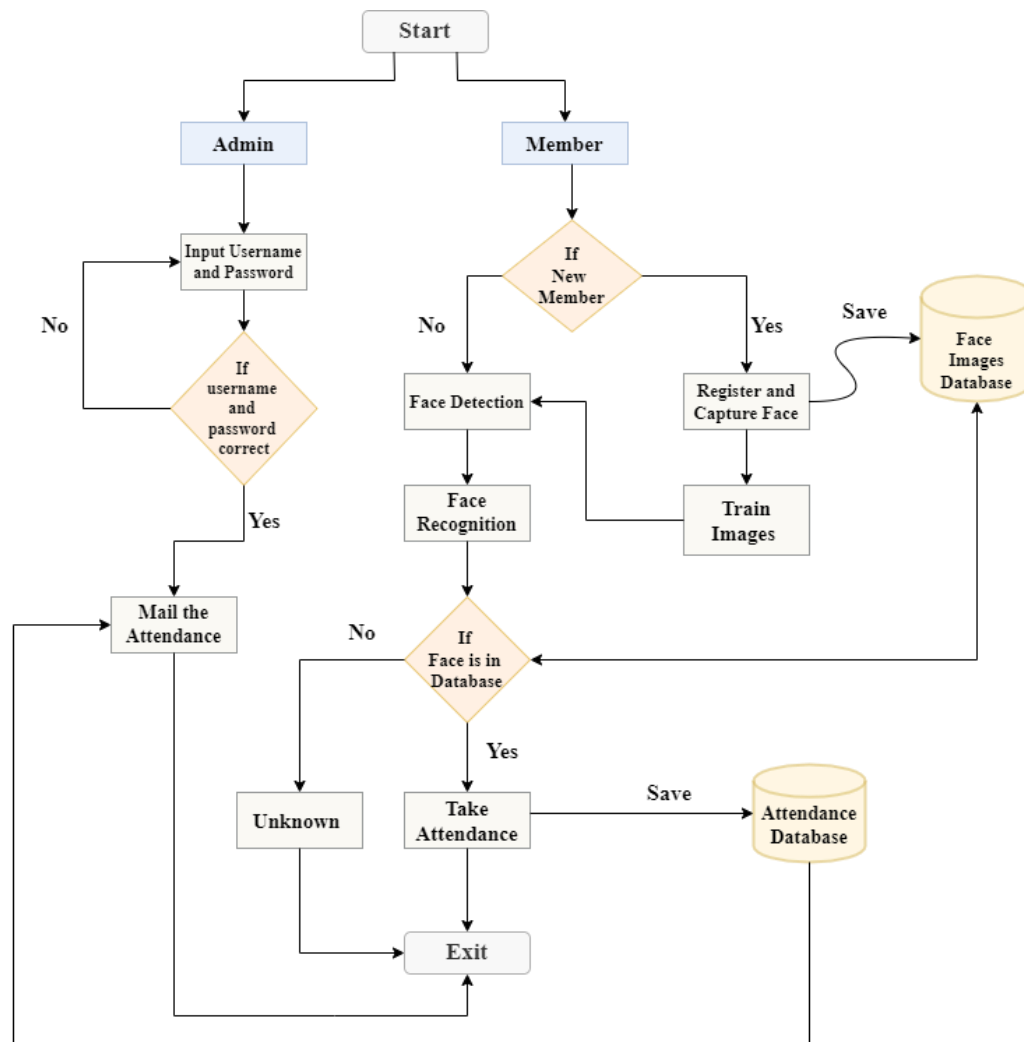 Start
Admin
Member
Input Username
and Password
If
New
Member
No
No
Yes
Save
Face
Images
Database
If
username
and
password
correct
Face Detection
Register and
Capture Face
Yes
Face
Recognition
Train
Images
Mail the
Attendance
No
If
Face is in
Database
Yes
Unknown
Take
Attendance
Save
Attendance
Database
Exit